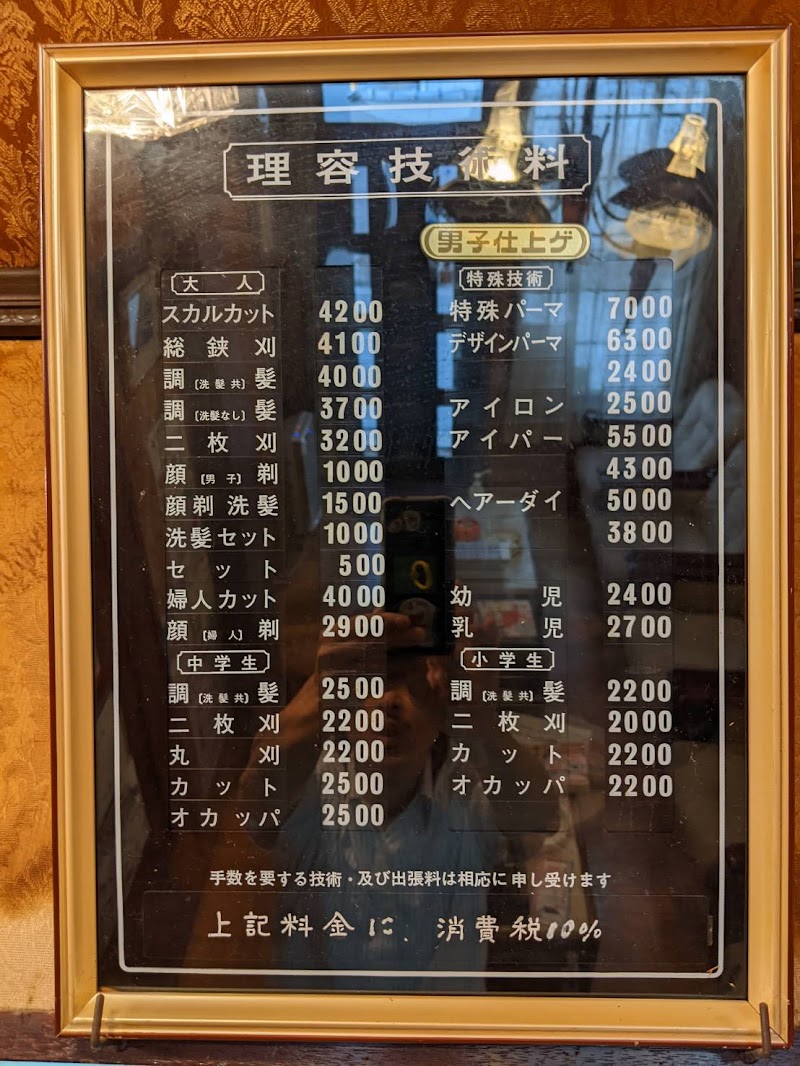 理容技術料
男子仕上ゲ
大人
スカルカット 4200
総鋏刈 4100
調[洗髪共]髪 4000
調[洗髪なし]髪 3700
二枚刈 3200
顔[男子]剃 1000
顔剃洗髪 1500
洗髪セット 1000
セット 500
婦人カット 4000
顔[婦人]剃 2900
中学生
調[洗髪共]髪 2500
二枚刈 2200
丸刈 2200
カット 2500
オカッパ 2500
特殊技術
特殊パーマ 7000
デザインパーマ 6300
2400
アイロン 2500
アイパー 5500
4300
ヘアーダイ 5000
3800
幼児 2400
乳児 2700
小学生
調[洗髪共]髪 2200
二枚刈 2000
カット 2200
オカッパ 2200
手数を要する技術・及び出張料は相応に申し受けます
上記料金に、消費税10%